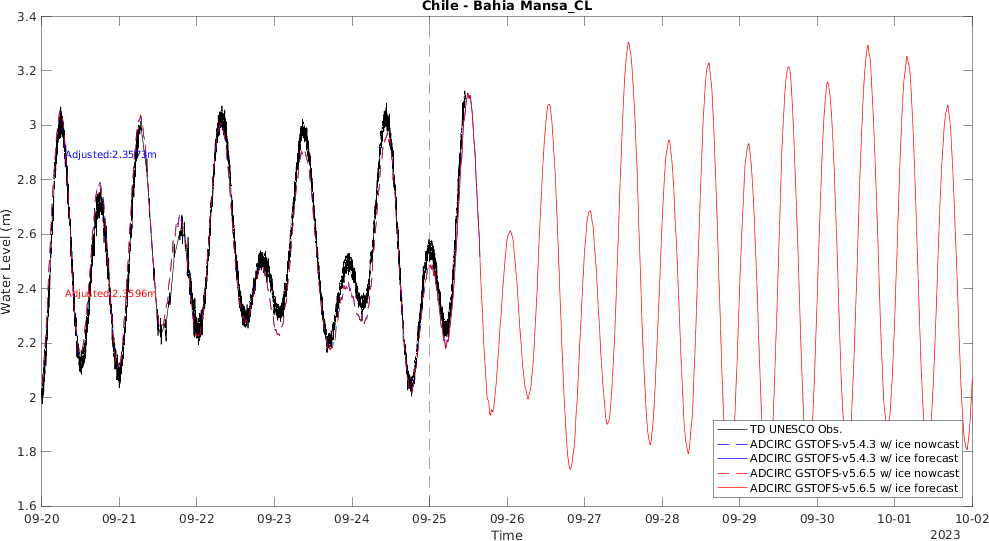 Chile - Bahia Mansa_CL
3.4
3.2
3
2.8
2.6
2.4
2.2
2
1.8
1.6
Water Level (m)
Adjusted:2.3573m
Adjusted:2.3596m
TD UNESCO Obs.
ADCIRC GSTOFS-v5.4.3 w/ ice nowcast
ADCIRC GSTOFS-v5.4.3 w/ ice forecast
ADCIRC GSTOFS-v5.6.5 w/ ice nowcast
ADCIRC GSTOFS-v5.6.5 w/ ice forecast
09-20 09-21 09-22 09-23 09-24 09-25 09-26 09-27 09-28 09-29 09-30 10-01 10-02
Time
2023